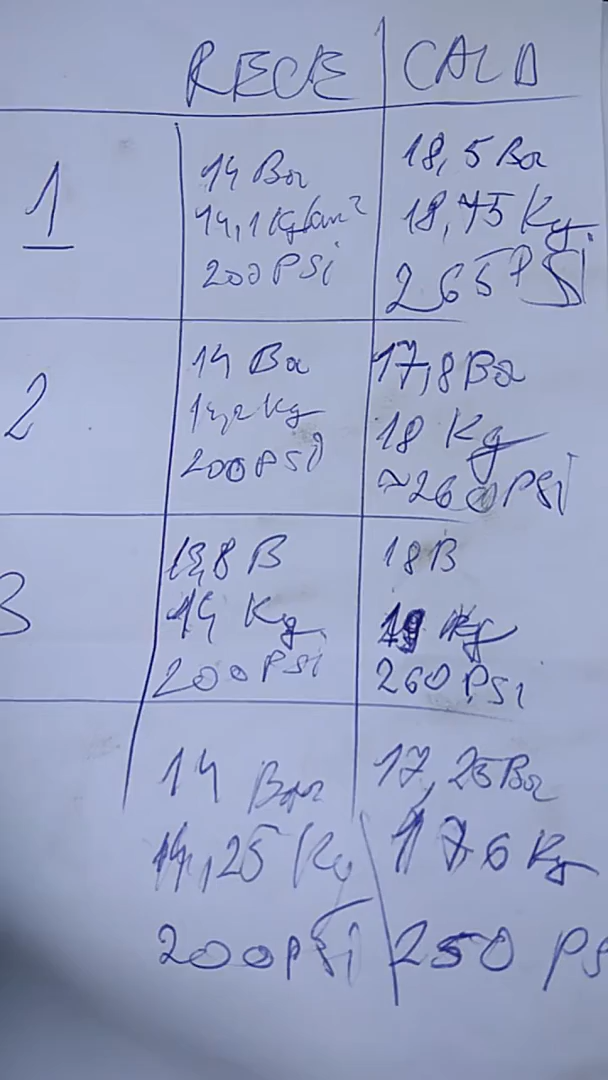 RECE CALD
1
14 Bar
14,1 Kg/cm²
200 PSi
18,5 Bar
18,75 Kg.
265 PSI
2
14 Bar
14,2 Kg
200 PSi
17,8 Bar
18 Kg
≈260 PSi
3
13,8 B
14 Kg
200 PSi
18 B
Kg
260 PSi
14 Bar
14,25 Kg
200 PSi
17,25 Bar
17,6 Kg
250 PS